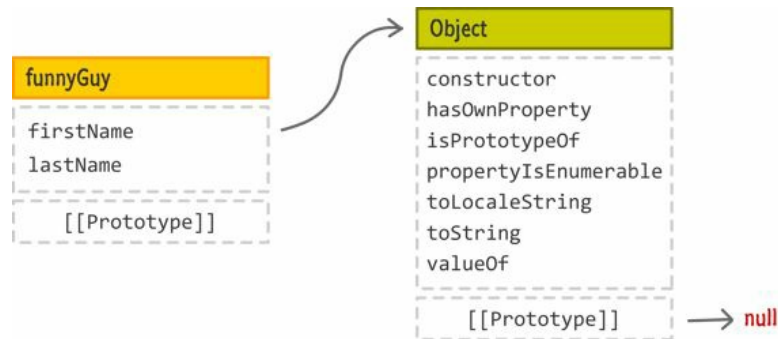 funnyGuy
firstName
lastName
[[Prototype]]
Object
constructor
hasOwnProperty
isPrototypeOf
propertyIsEnumerable
toLocaleString
toString
valueOf
[[Prototype]]
null